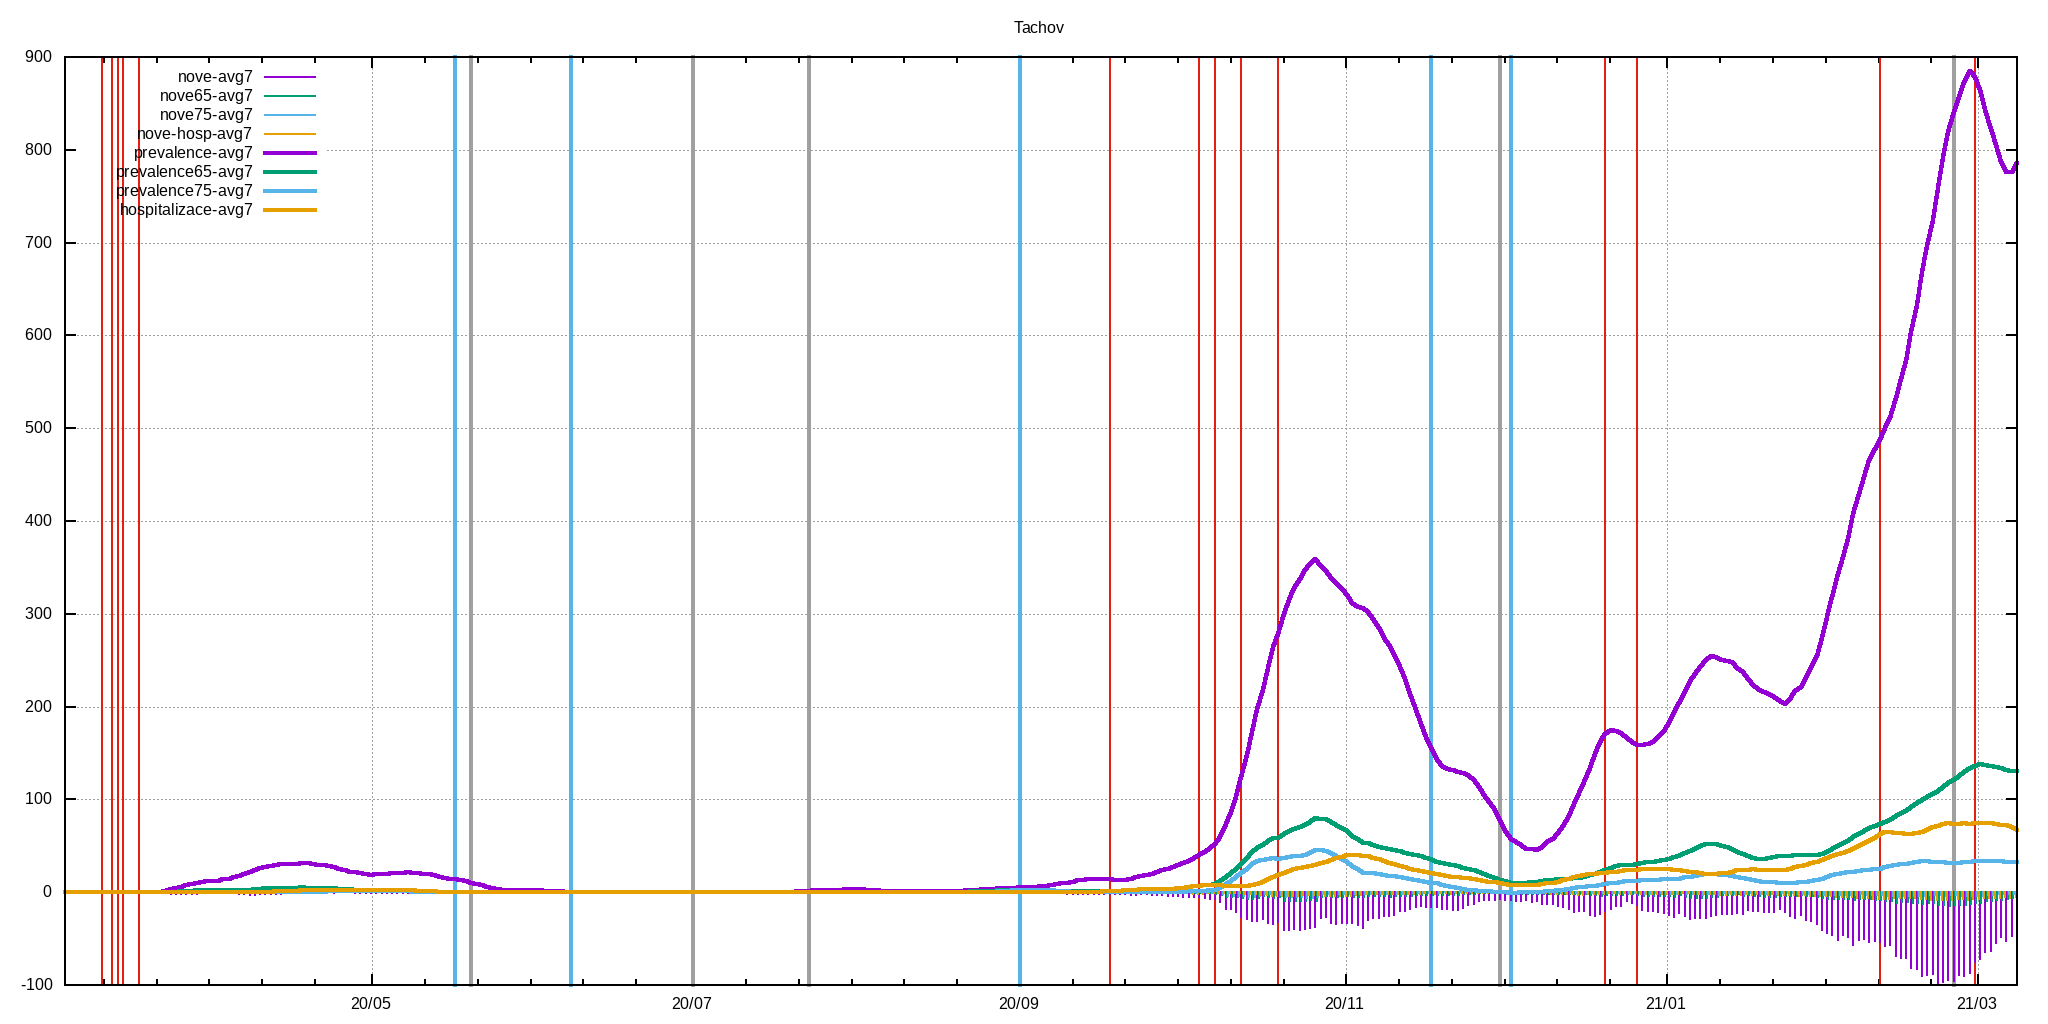 Tachov
900
800
700
600
500
400
300
200
100
0
-100
nove-avg7
nove65-avg7
nove75-avg7
nove-hosp-avg7
prevalence-avg7
prevalence65-avg7
prevalence75-avg7
hospitalizace-avg7
20/05 20/07 20/09 20/11 21/01 21/03